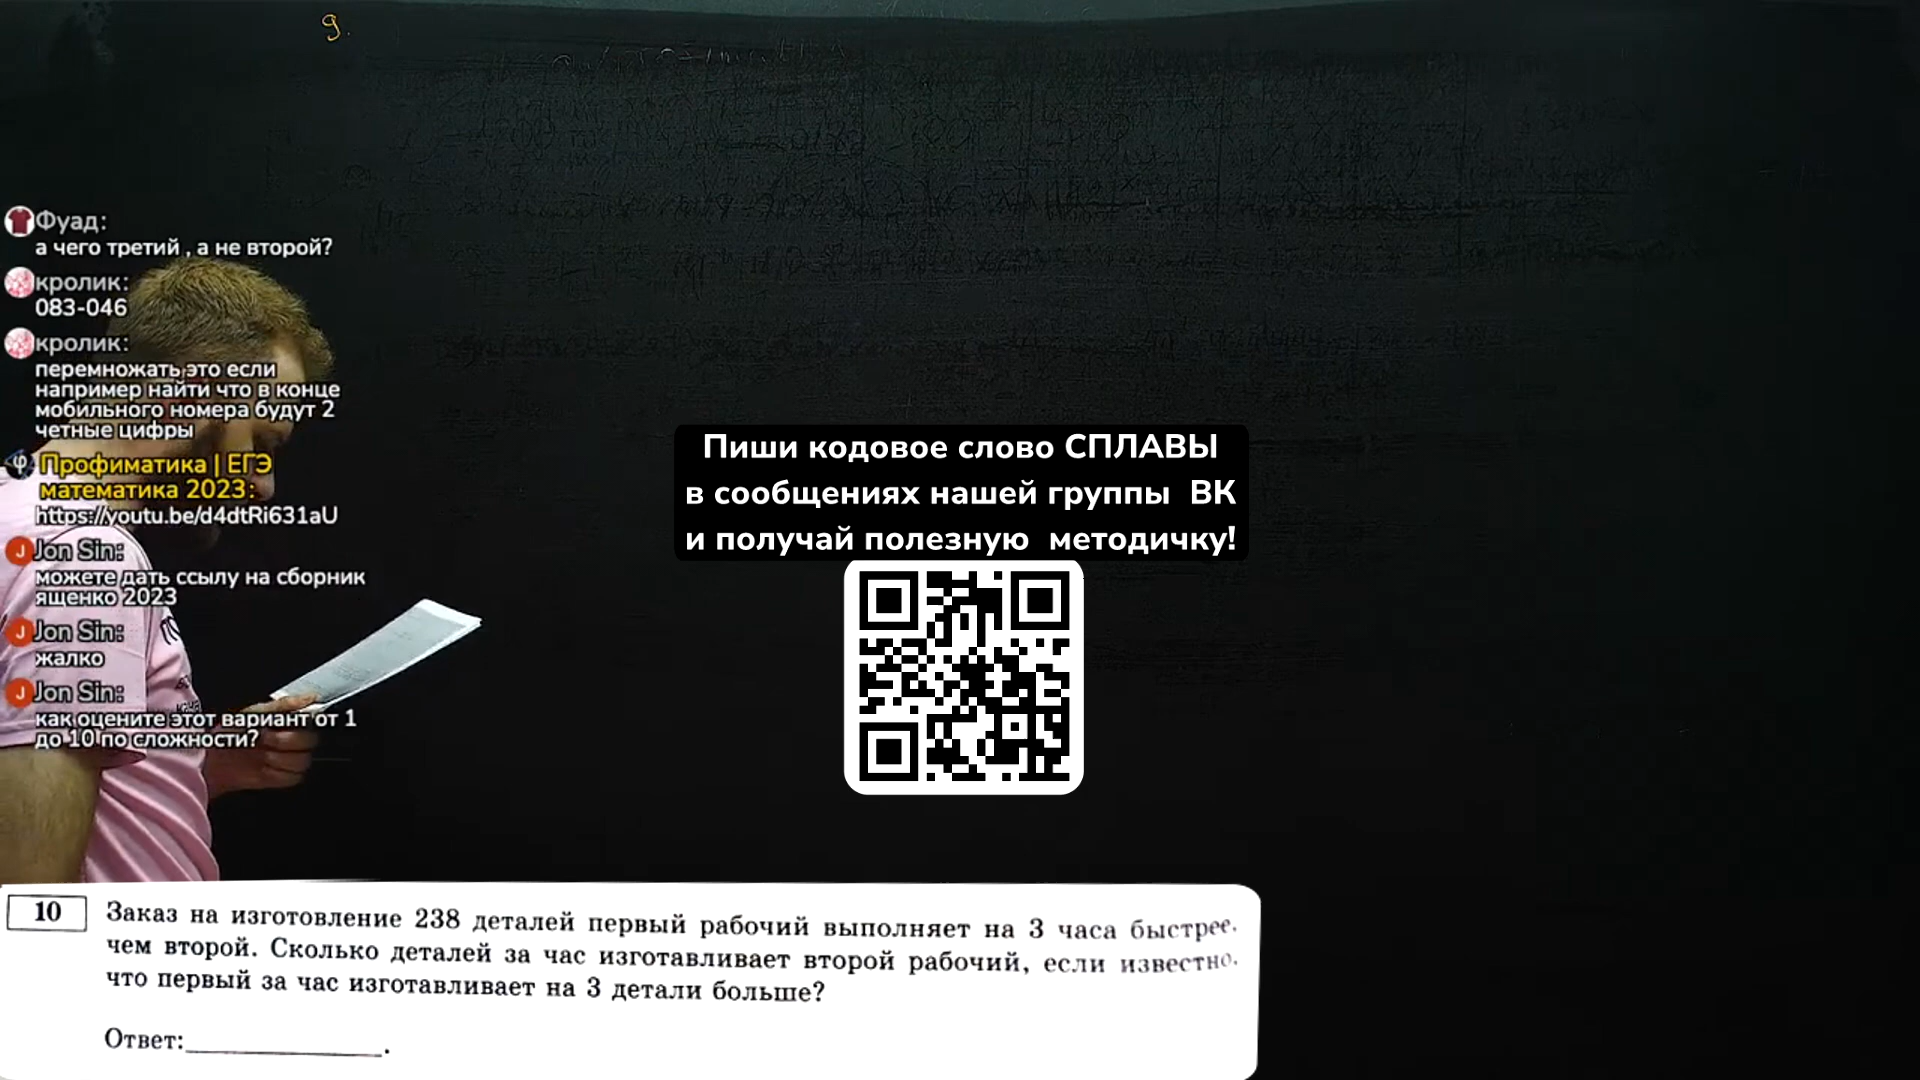 9.
Фуад:
а чего третий , а не второй?
кролик:
083-046
кролик:
перемножать это если
например найти что в конце
мобильного номера будут 2
четные цифры
Профиматика | ЕГЭ
математика 2023:
https://youtu.be/d4dtRi631aU
Jon Sin:
можете дать ссылу на сборник
ященко 2023
Jon Sin:
жалко
Jon Sin:
как оцените этот вариант от 1
до 10 по сложности?
Пиши кодовое слово СПЛАВЫ
в сообщениях нашей группы ВК
и получай полезную методичку!
10
Заказ на изготовление 238 деталей первый рабочий выполняет на 3 часа быстрее,
чем второй. Сколько деталей за час изготавливает второй рабочий, если известно,
что первый за час изготавливает на 3 детали больше?
Ответ: